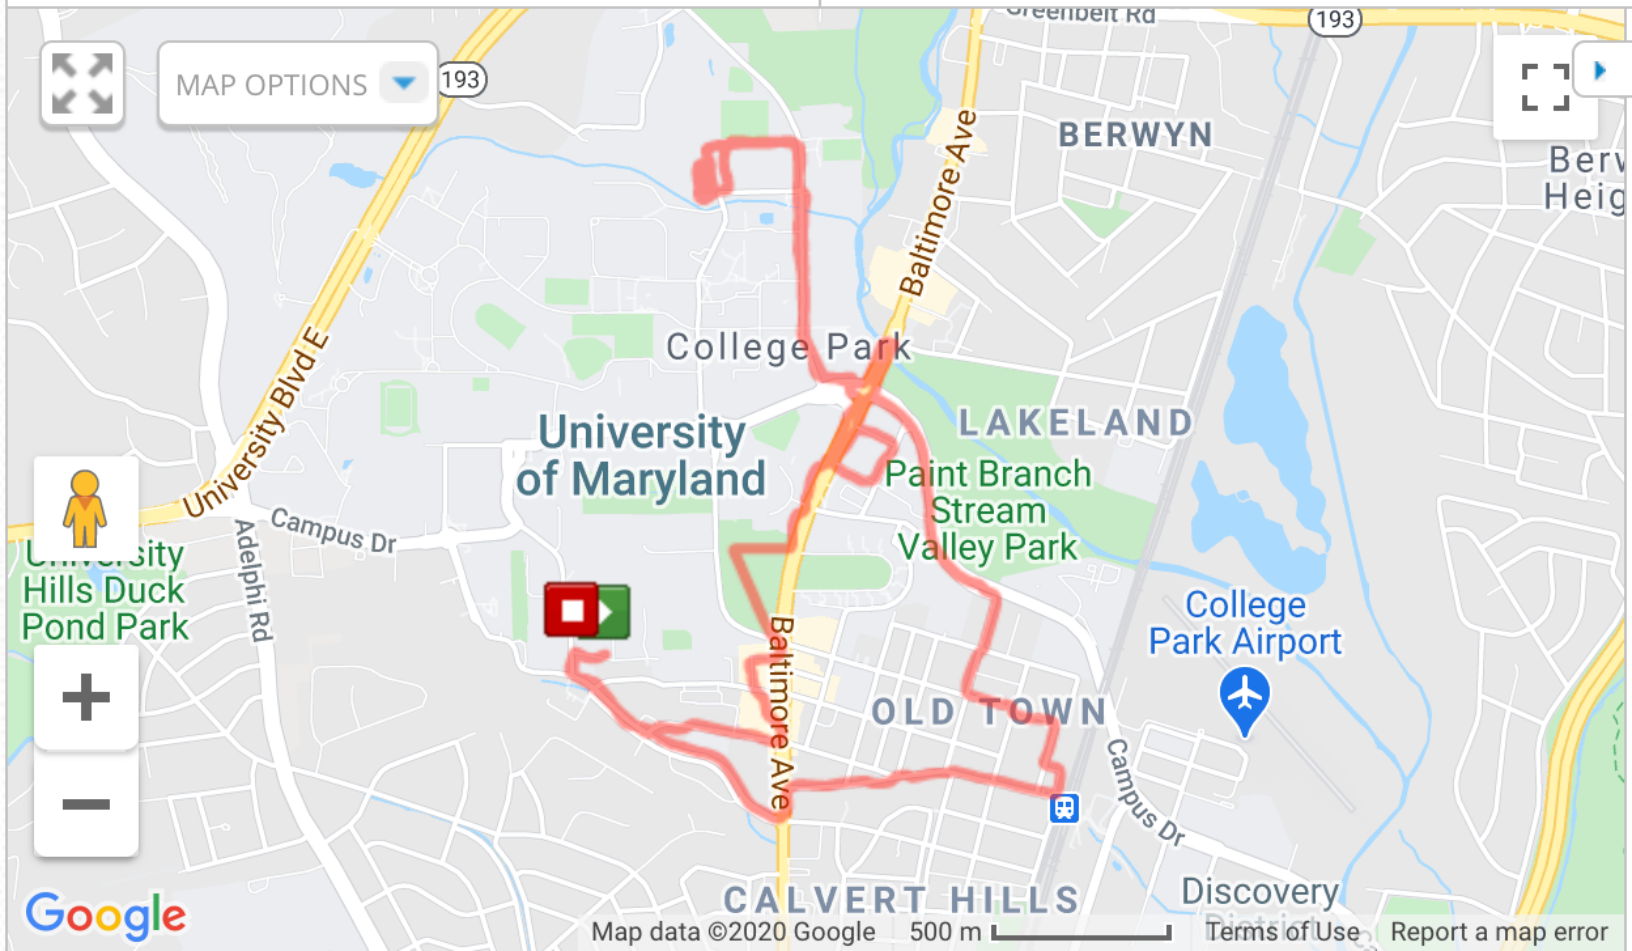 Greenbelt Rd
193
MAP OPTIONS
193
BERWYN
Baltimore Ave
College Park
University Blvd E
LAKELAND
University
of Maryland
Paint Branch
Stream
Valley Park
Campus Dr
Adelphi Rd
University
Hills Duck
Pond Park
College
Park Airport
Baltimore Ave
OLD TOWN
Campus Dr
CALVERT HILLS
Discovery
District
Google
Map data ©2020 Google
500 m
Terms of Use
Report a map error